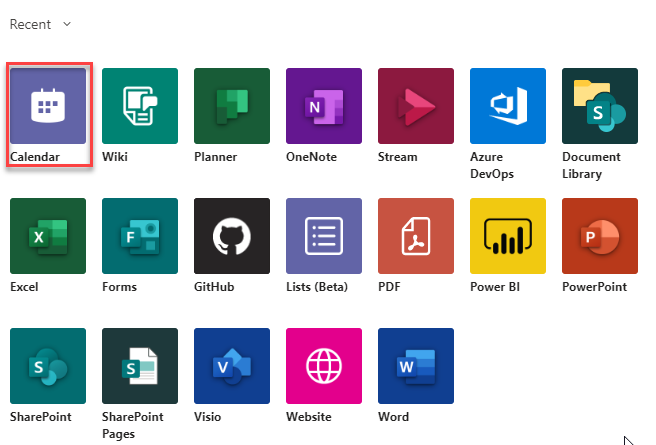 Recent
Calendar
Wiki
Planner
N
OneNote
Stream
Azure
DevOps
S
Document
Library
X
Excel
F
Forms
GitHub
Lists (Beta)
PDF
Power BI
P
PowerPoint
S
SharePoint
S
SharePoint
Pages
V
Visio
Website
W
Word